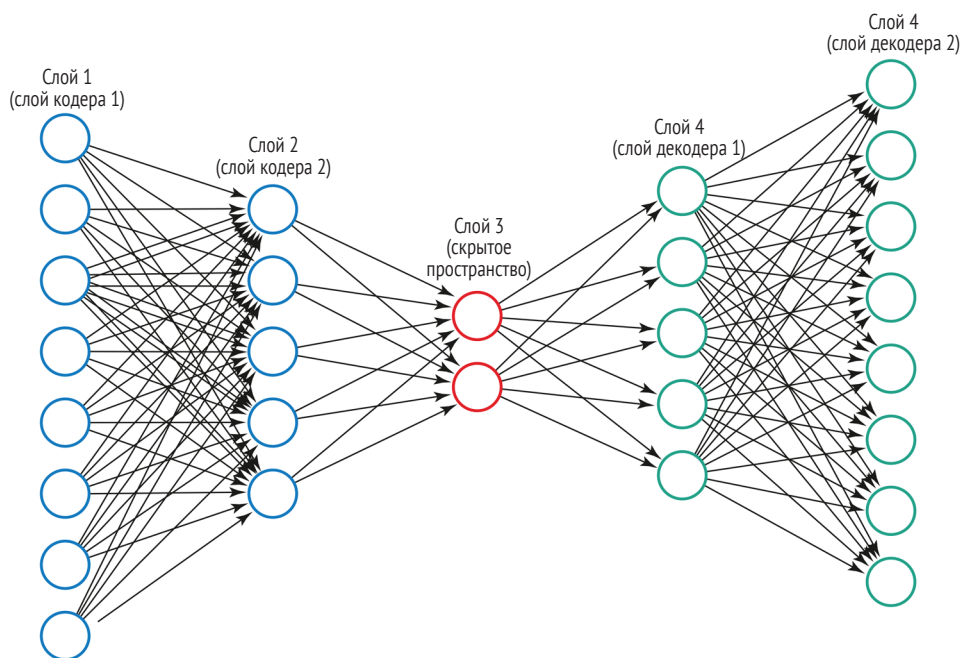 Слой 1
(слой кодера 1)
Слой 2
(слой кодера 2)
Слой 3
(скрытое
пространство)
Слой 4
(слой декодера 1)
Слой 4
(слой декодера 2)